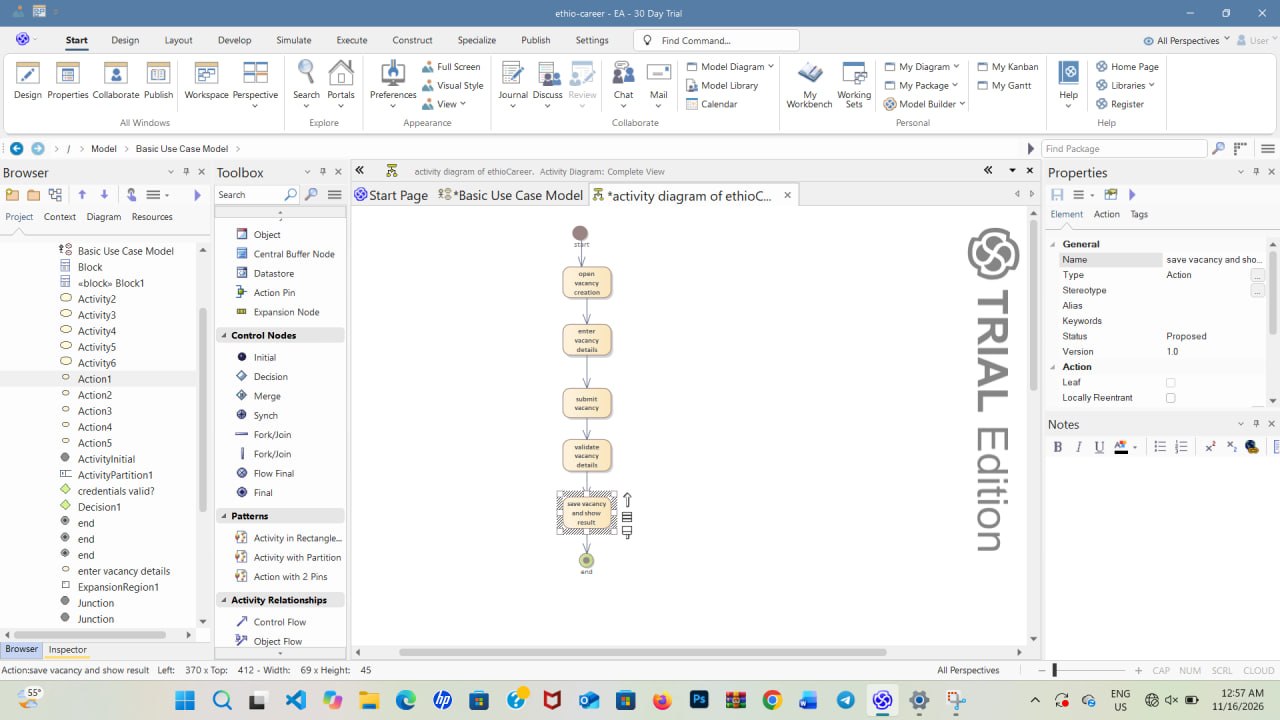 ethio-career - EA - 30 Day Trial
Start Design Layout Develop Simulate Execute Construct Specialize Publish Settings Find Command... All Perspectives User
Design Properties Collaborate Publish Workspace Perspective Search Portals Preferences Full Screen Visual Style View Journal Discuss Review Chat Mail Model Diagram Model Library Calendar My Workbench Working Sets My Diagram My Package Model Builder My Kanban My Gantt Help Home Page Libraries Register
All Windows Explore Appearance Collaborate Personal Help
/ Model Basic Use Case Model Find Package
Browser
Project Context Diagram Resources
Basic Use Case Model
Block
«block» Block1
Activity2
Activity3
Activity4
Activity5
Activity6
Action1
Action2
Action3
Action4
Action5
ActivityInitial
ActivityPartition1
credentials valid?
Decision1
end
end
end
enter vacancy details
ExpansionRegion1
Junction
Junction
Browser Inspector
Toolbox
Search
Object
Central Buffer Node
Datastore
Action Pin
Expansion Node
Control Nodes
Initial
Decision
Merge
Synch
Fork/Join
Fork/Join
Flow Final
Final
Patterns
Activity in Rectangle...
Activity with Partition
Action with 2 Pins
Activity Relationships
Control Flow
Object Flow
activity diagram of ethioCareer. Activity Diagram: Complete View
Start Page *Basic Use Case Model *activity diagram of ethioC...
start
open
vacancy
creation
enter
vacancy
details
submit
vacancy
validate
vacancy
details
save vacancy
and show
result
and
TRIAL Edition
Properties
Element Action Tags
General
Name save vacancy and sho...
Type Action ...
Stereotype ...
Alias
Keywords
Status Proposed
Version 1.0
Action
Leaf
Locally Reentrant
Notes
B I U A
Action:save vacancy and show result Left: 370 x Top: 412 - Width: 69 x Height: 45 All Perspectives CAP NUM SCRL CLOUD
55° ENG US 12:57 AM 11/16/2026